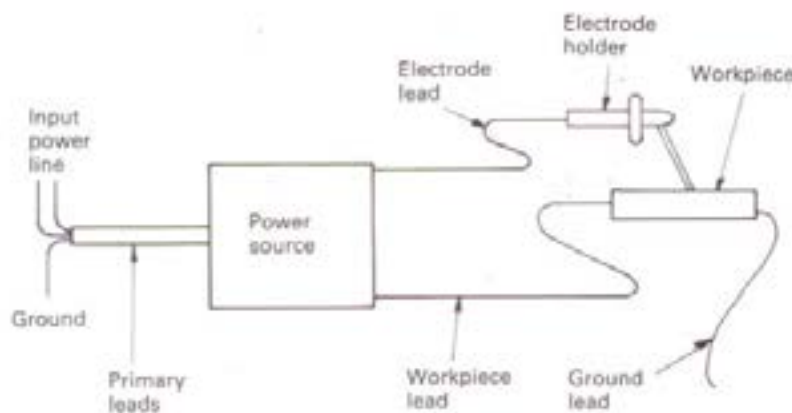 Electrode
holder
Electrode
lead
Workpiece
Input
power
line
Power
source
Ground
Primary
leads
Workpiece
lead
Ground
lead